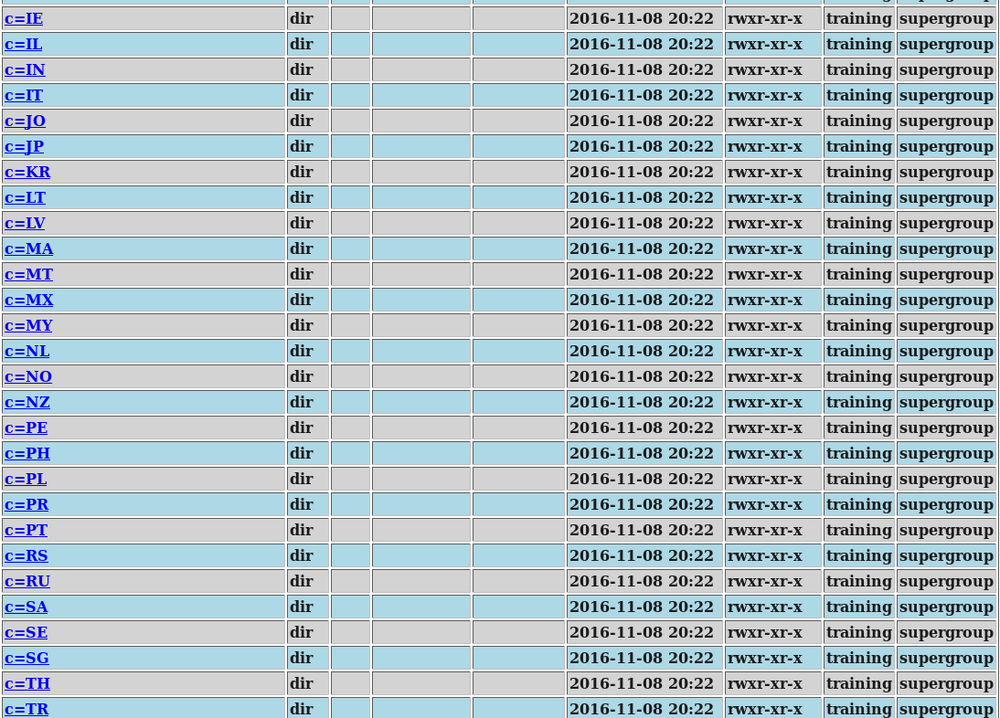 c=IE dir 2016-11-08 20:22 rwxr-xr-x training supergroup
c=IL dir 2016-11-08 20:22 rwxr-xr-x training supergroup
c=IN dir 2016-11-08 20:22 rwxr-xr-x training supergroup
c=IT dir 2016-11-08 20:22 rwxr-xr-x training supergroup
c=JO dir 2016-11-08 20:22 rwxr-xr-x training supergroup
c=JP dir 2016-11-08 20:22 rwxr-xr-x training supergroup
c=KR dir 2016-11-08 20:22 rwxr-xr-x training supergroup
c=LT dir 2016-11-08 20:22 rwxr-xr-x training supergroup
c=LV dir 2016-11-08 20:22 rwxr-xr-x training supergroup
c=MA dir 2016-11-08 20:22 rwxr-xr-x training supergroup
c=MT dir 2016-11-08 20:22 rwxr-xr-x training supergroup
c=MX dir 2016-11-08 20:22 rwxr-xr-x training supergroup
c=MY dir 2016-11-08 20:22 rwxr-xr-x training supergroup
c=NL dir 2016-11-08 20:22 rwxr-xr-x training supergroup
c=NO dir 2016-11-08 20:22 rwxr-xr-x training supergroup
c=NZ dir 2016-11-08 20:22 rwxr-xr-x training supergroup
c=PE dir 2016-11-08 20:22 rwxr-xr-x training supergroup
c=PH dir 2016-11-08 20:22 rwxr-xr-x training supergroup
c=PL dir 2016-11-08 20:22 rwxr-xr-x training supergroup
c=PR dir 2016-11-08 20:22 rwxr-xr-x training supergroup
c=PT dir 2016-11-08 20:22 rwxr-xr-x training supergroup
c=RS dir 2016-11-08 20:22 rwxr-xr-x training supergroup
c=RU dir 2016-11-08 20:22 rwxr-xr-x training supergroup
c=SA dir 2016-11-08 20:22 rwxr-xr-x training supergroup
c=SE dir 2016-11-08 20:22 rwxr-xr-x training supergroup
c=SG dir 2016-11-08 20:22 rwxr-xr-x training supergroup
c=TH dir 2016-11-08 20:22 rwxr-xr-x training supergroup
c=TR dir 2016-11-08 20:22 rwxr-xr-x training supergroup